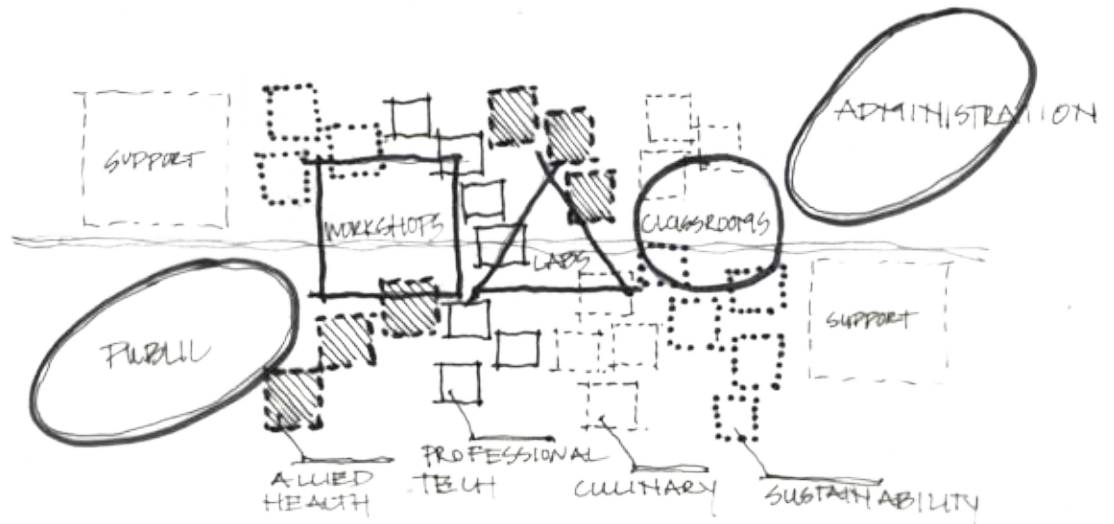 ADMINISTRATION
SUPPORT
WORKSHOPS
CLASSROOMS
LABS
SUPPORT
PUBLIC
ALLIED
HEALTH
PROFESSIONAL
TECH
CULINARY
SUSTAINABILITY